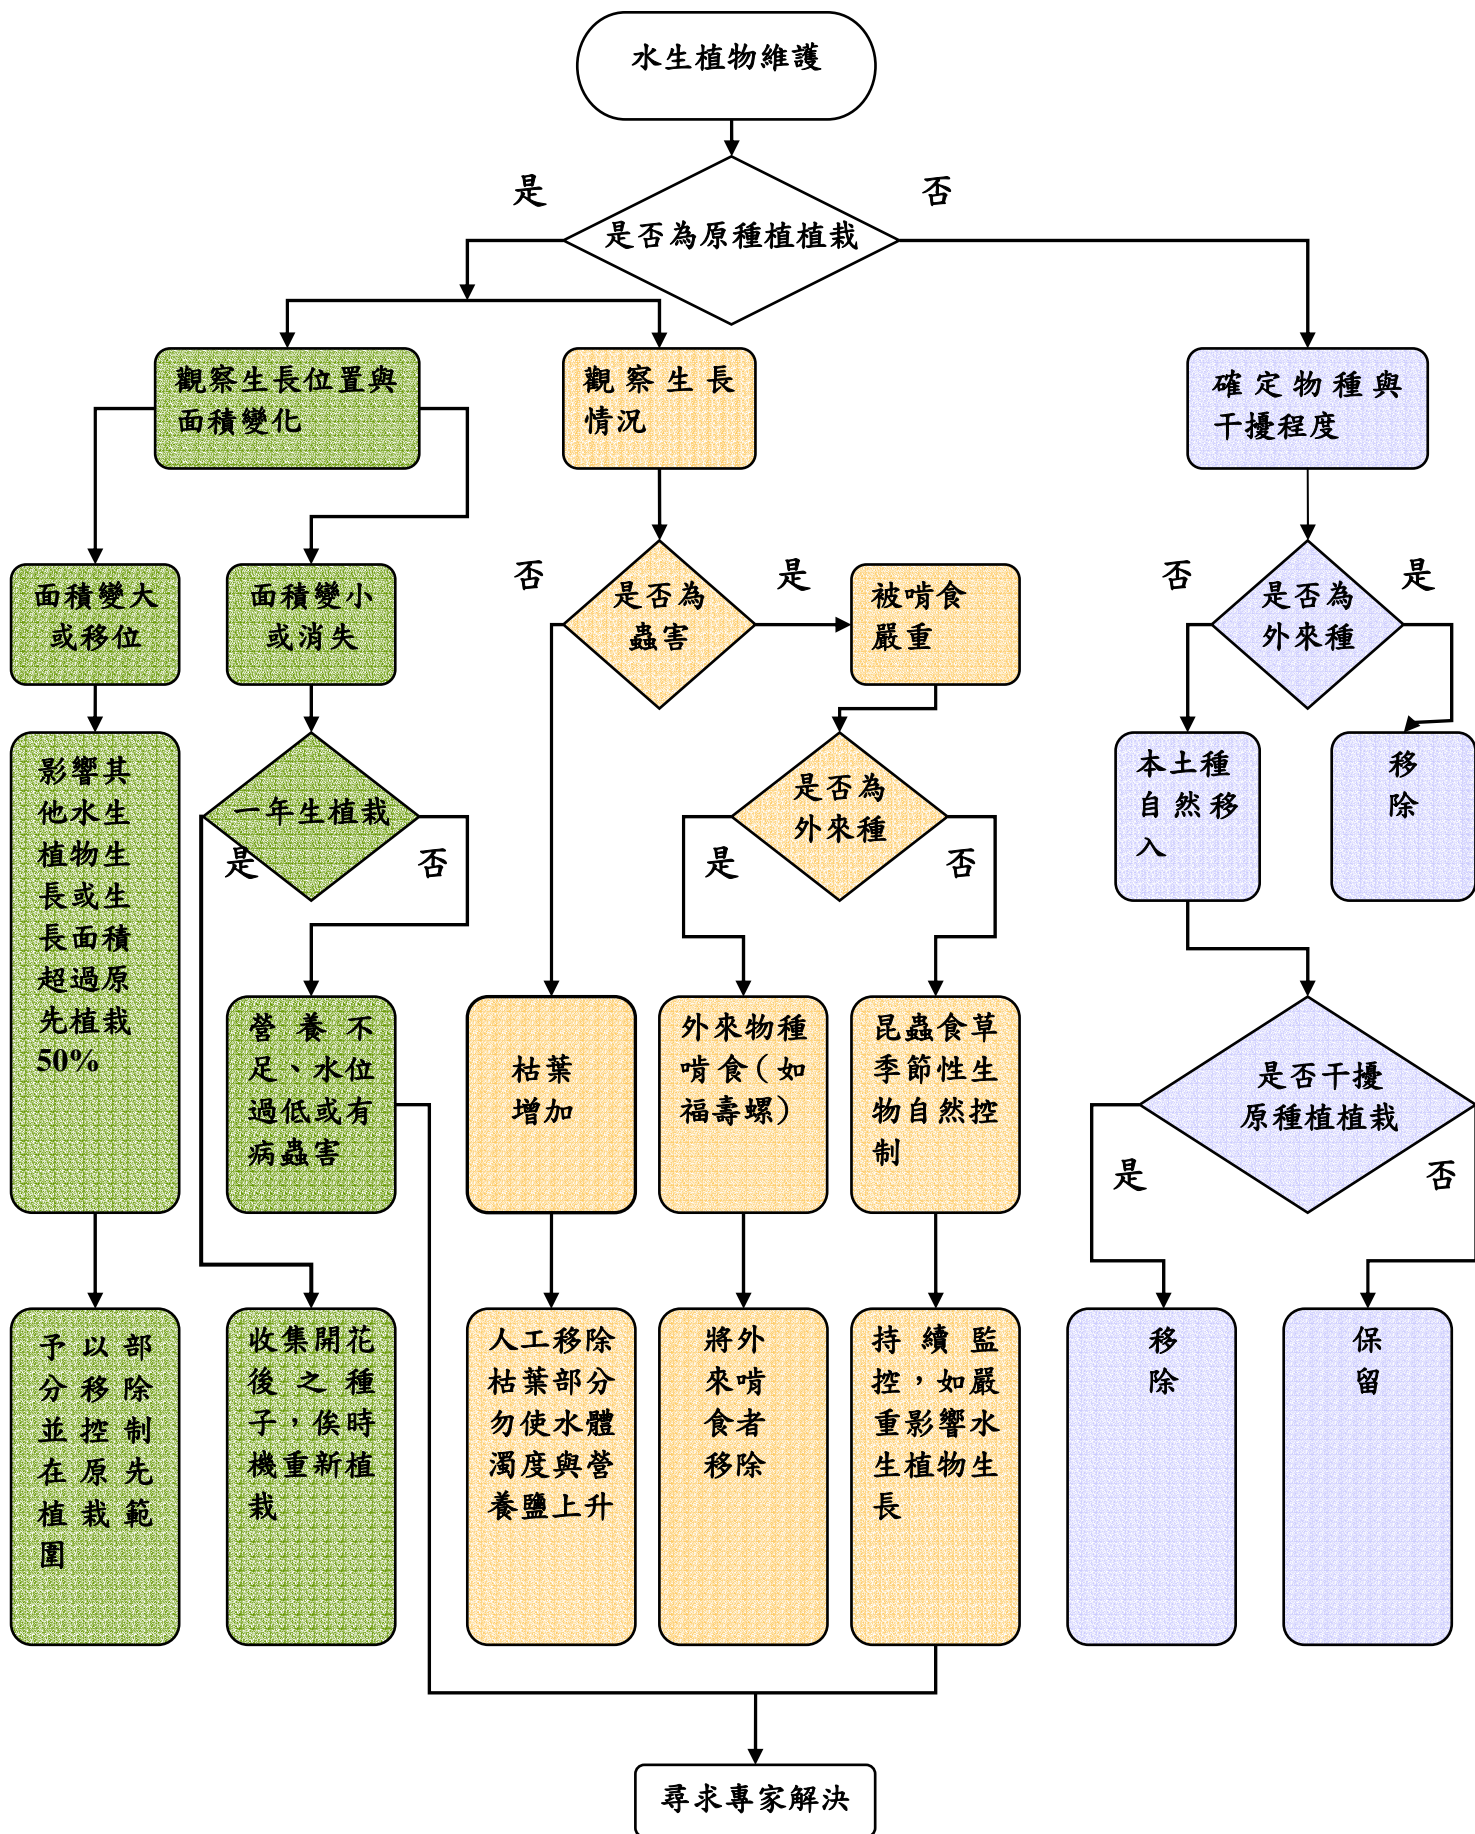 水生植物維護
是
否
是否為原種植植栽
觀察生長位置與
面積變化
觀察生長
情況
確定物種與
干擾程度
面積變大
或移位
面積變小
或消失
否
是否為
蟲害
是
被啃食
嚴重
否
是否為
外來種
是
影響其
他水生
植物生
長或生
長面積
超過原
先植栽
50%
一年生植栽
是
否
是否為
外來種
是
否
本土種
自然移
入
移
除
營養不
足、水位
過低或有
病蟲害
枯葉
增加
外來物種
啃食（如
福壽螺）
昆蟲食草
季節性生
物自然控
制
是否干擾
原種植植栽
是
否
予以部
分移除
並控制
在原先
植栽範
圍
收集開花
後之種
子，俟時
機重新植
栽
人工移除
枯葉部分
勿使水體
濁度與營
養鹽上升
將外
來啃
食者
移除
持續監
控，如嚴
重影響水
生植物生
長
移
除
保
留
尋求專家解決